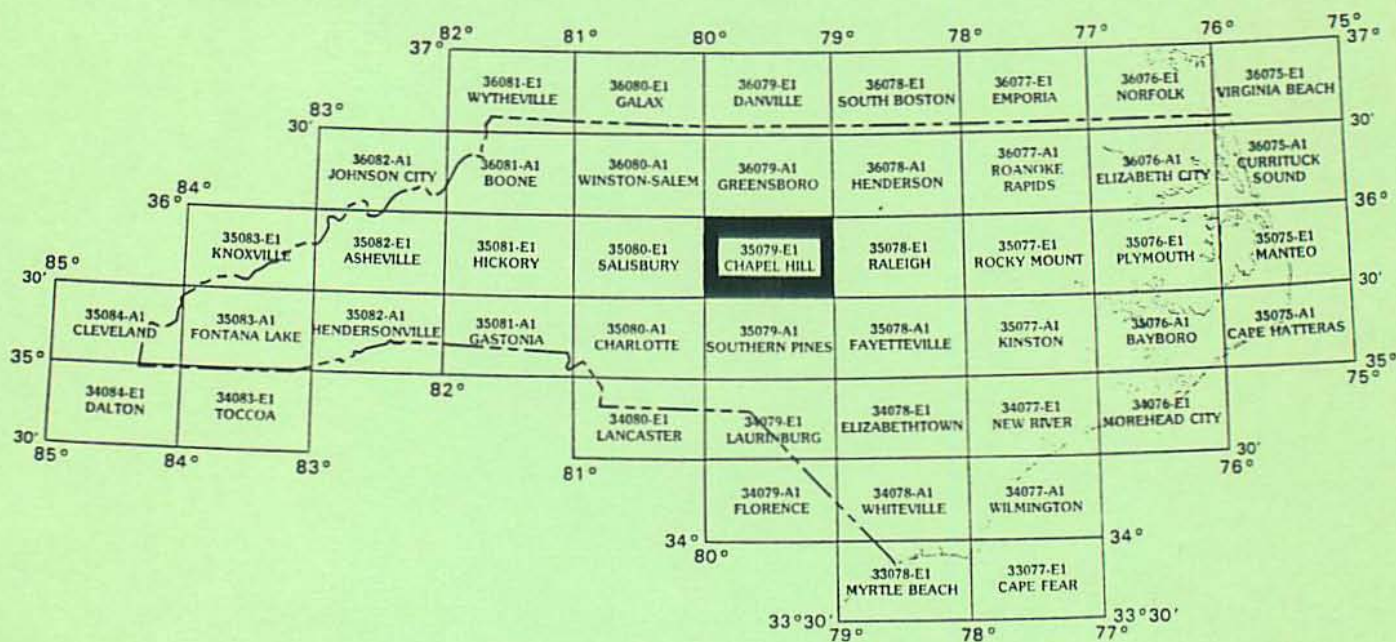 82° 81° 80° 79° 78° 77° 76° 75°
37° 37°
36081-E1 36080-E1 36079-E1 36078-E1 36077-E1 36076-E1 36075-E1
WYTHEVILLE GALAX DANVILLE SOUTH BOSTON EMPORIA NORFOLK VIRGINIA BEACH
83°
30′ 30′
36082-A1 36081-A1 36080-A1 36079-A1 36078-A1 36077-A1 36076-A1 36075-A1
JOHNSON CITY BOONE WINSTON-SALEM GREENSBORO HENDERSON ROANOKE RAPIDS ELIZABETH CITY CURRITUCK SOUND
84°
36° 36°
35083-E1 35082-E1 35081-E1 35080-E1 35079-E1 35078-E1 35077-E1 35076-E1 35075-E1
KNOXVILLE ASHEVILLE HICKORY SALISBURY CHAPEL HILL RALEIGH ROCKY MOUNT PLYMOUTH MANTEO
85°
30′ 30′
35084-A1 35083-A1 35082-A1 35081-A1 35080-A1 35079-A1 35078-A1 35077-A1 35076-A1 35075-A1
CLEVELAND FONTANA LAKE HENDERSONVILLE GASTONIA CHARLOTTE SOUTHERN PINES FAYETTEVILLE KINSTON BAYBORO CAPE HATTERAS
35° 35°
82° 75°
34084-E1 34083-E1 34080-E1 34079-E1 34078-E1 34077-E1 34076-E1
DALTON TOCCOA LANCASTER LAURINBURG ELIZABETHTOWN NEW RIVER MOREHEAD CITY
30′ 30′
85° 84° 83° 81° 76°
34079-A1 34078-A1 34077-A1
FLORENCE WHITEVILLE WILMINGTON
34° 34°
80°
33078-E1 33077-E1
MYRTLE BEACH CAPE FEAR
33°30′ 33°30′
79° 78° 77°